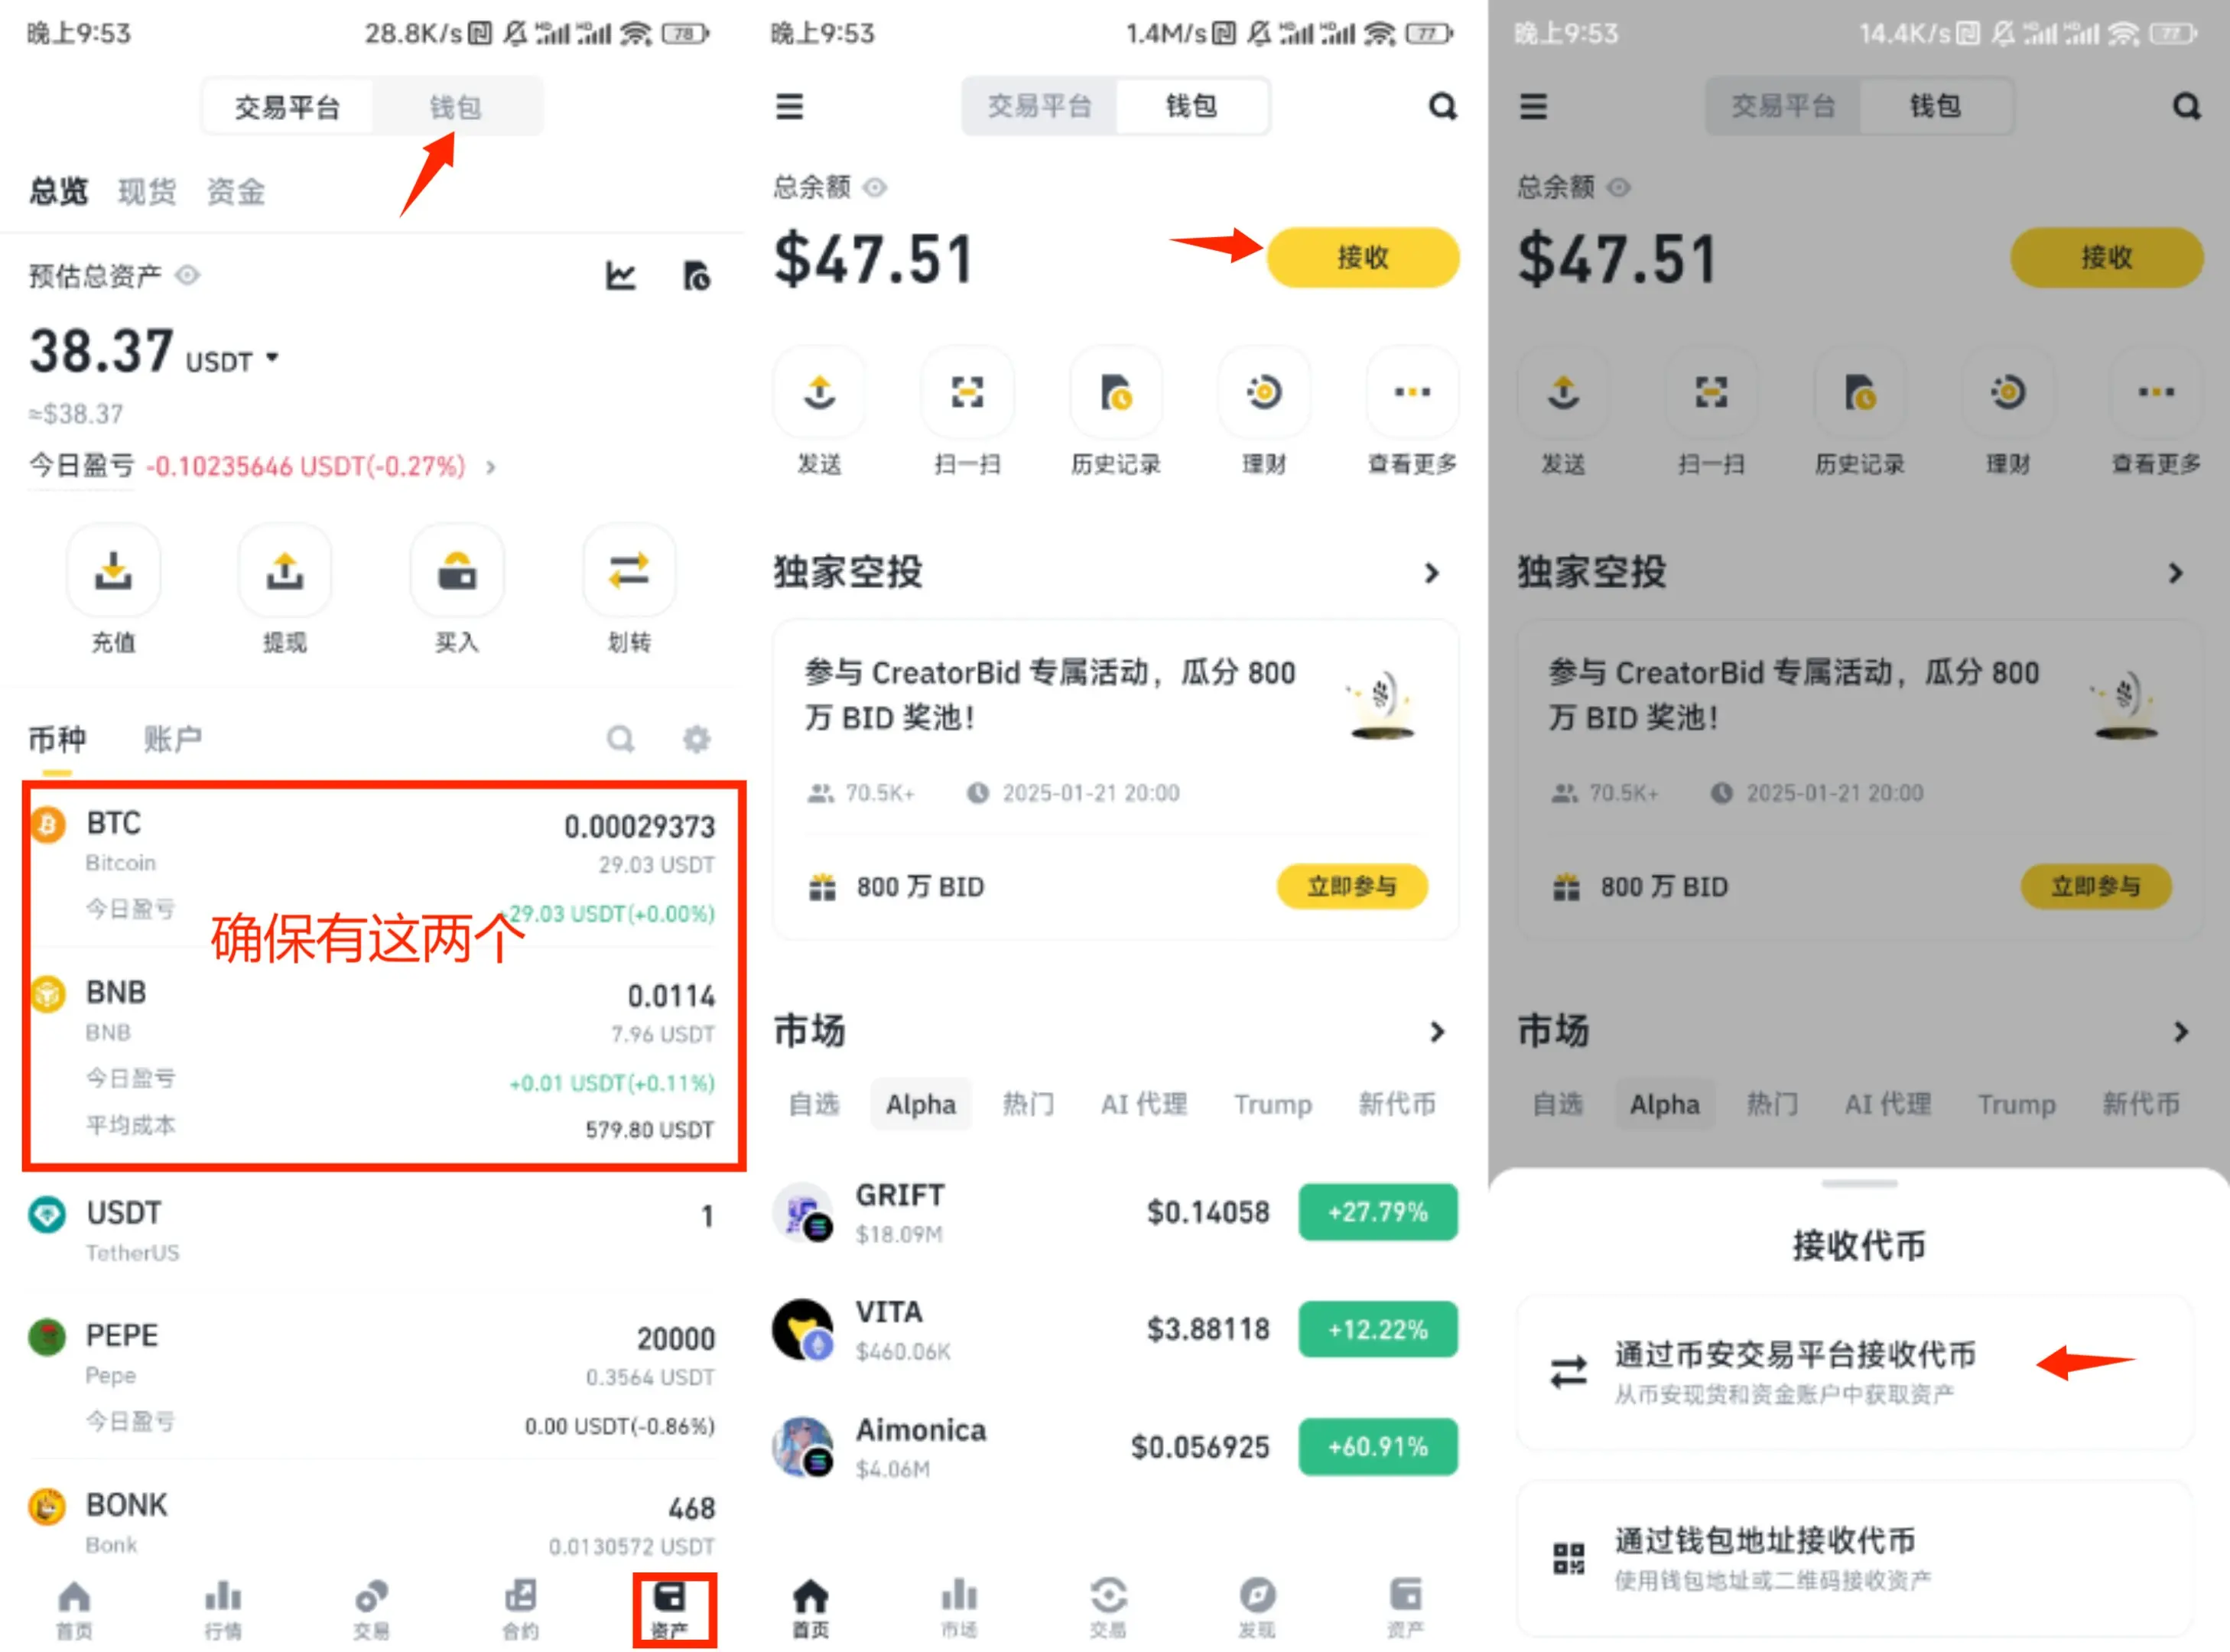 晚上9:53
28.8K/s
HD
HD
78
交易平台
钱包
总览
现货
资金
预估总资产
38.37 USDT
≈$38.37
今日盈亏 -0.10235646 USDT(-0.27%)
充值
提现
买入
划转
币种
账户
BTC
0.00029373
Bitcoin
29.03 USDT
今日盈亏
+29.03 USDT(+0.00%)
确保有这两个
BNB
0.0114
BNB
7.96 USDT
今日盈亏
+0.01 USDT(+0.11%)
平均成本
579.80 USDT
USDT
1
TetherUS
PEPE
20000
Pepe
0.3564 USDT
今日盈亏
0.00 USDT(-0.86%)
BONK
468
Bonk
0.0130572 USDT
首页
行情
交易
合约
资产
晚上9:53
1.4M/s
HD
HD
77
交易平台
钱包
总余额
$47.51
接收
发送
扫一扫
历史记录
理财
查看更多
独家空投
参与 CreatorBid 专属活动，瓜分 800
万 BID 奖池！
70.5K+
2025-01-21 20:00
800 万 BID
立即参与
市场
自选
Alpha
热门
AI 代理
Trump
新代币
GRIFT
$18.09M
$0.14058
+27.79%
VITA
$460.06K
$3.88118
+12.22%
Aimonica
$4.06M
$0.056925
+60.91%
首页
市场
交易
发现
资产
晚上9:53
14.4K/s
HD
HD
77
交易平台
钱包
总余额
$47.51
接收
发送
扫一扫
历史记录
理财
查看更多
独家空投
参与 CreatorBid 专属活动，瓜分 800
万 BID 奖池！
70.5K+
2025-01-21 20:00
800 万 BID
立即参与
市场
自选
Alpha
热门
AI 代理
Trump
新代币
接收代币
通过币安交易平台接收代币
从币安现货和资金账户中获取资产
通过钱包地址接收代币
使用钱包地址或二维码接收资产